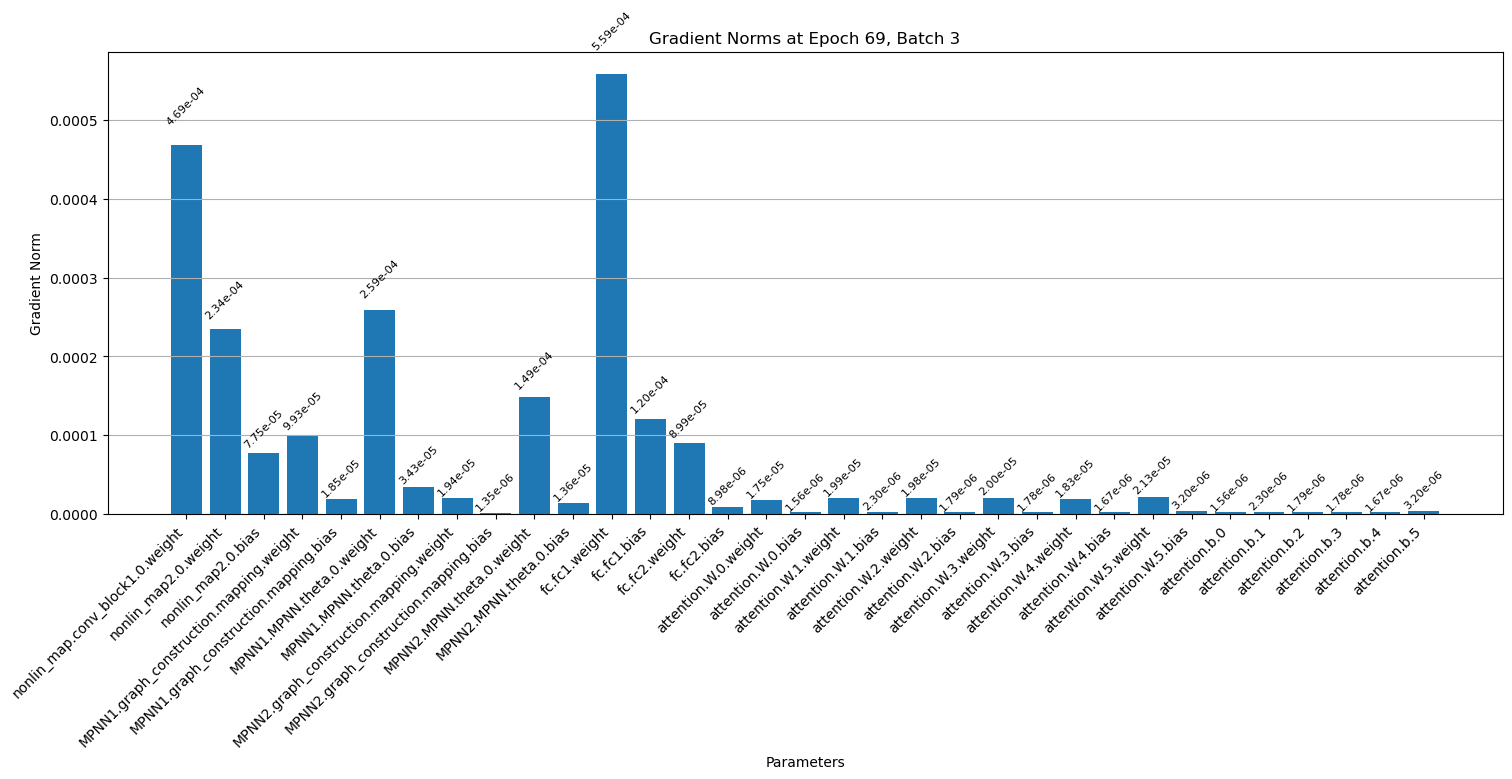 Gradient Norms at Epoch 69, Batch 3
Gradient Norm
0.0005
0.0004
0.0003
0.0002
0.0001
0.0000
4.69e-04
2.34e-04
7.75e-05
9.93e-05
1.85e-05
2.59e-04
3.43e-05
1.94e-05
1.35e-06
1.49e-04
1.36e-05
5.59e-04
1.20e-04
8.99e-05
8.98e-06
1.75e-05
1.56e-06
1.99e-05
2.30e-06
1.98e-05
1.79e-06
2.00e-05
1.78e-06
1.83e-05
1.67e-06
2.13e-05
3.20e-06
1.56e-06
2.30e-06
1.79e-06
1.78e-06
1.67e-06
3.20e-06
nonlin_map.conv_block1.0.weight
nonlin_map2.0.weight
nonlin_map2.0.bias
MPNN1.graph_construction.mapping.weight
MPNN1.graph_construction.mapping.bias
MPNN1.MPNN.theta.0.weight
MPNN1.MPNN.theta.0.bias
MPNN2.graph_construction.mapping.weight
MPNN2.graph_construction.mapping.bias
MPNN2.MPNN.theta.0.weight
MPNN2.MPNN.theta.0.bias
fc.fc1.weight
fc.fc1.bias
fc.fc2.weight
fc.fc2.bias
attention.W.0.weight
attention.W.0.bias
attention.W.1.weight
attention.W.1.bias
attention.W.2.weight
attention.W.2.bias
attention.W.3.weight
attention.W.3.bias
attention.W.4.weight
attention.W.4.bias
attention.W.5.weight
attention.W.5.bias
attention.b.0
attention.b.1
attention.b.2
attention.b.3
attention.b.4
attention.b.5
Parameters